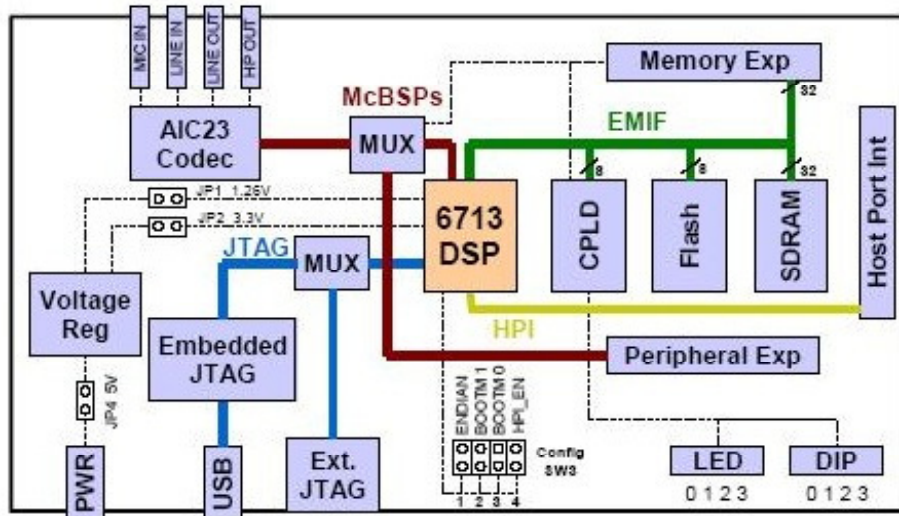 MIC IN
LINE IN
LINE OUT
HP OUT
AIC23
Codec
McBSPs
MUX
Memory Exp
32
EMIF
8
8
32
JP1 1.26V
JP2 3.3V
6713
DSP
CPLD
Flash
SDRAM
Host Port Int
JTAG
MUX
Voltage
Reg
HPI
Embedded
JTAG
Peripheral Exp
JP4 5V
ENDIAN
BOOTM 1
BOOTM 0
HPI_EN
Config
SW3
1 2 3 4
PWR
USB
Ext.
JTAG
LED
DIP
0 1 2 3
0 1 2 3